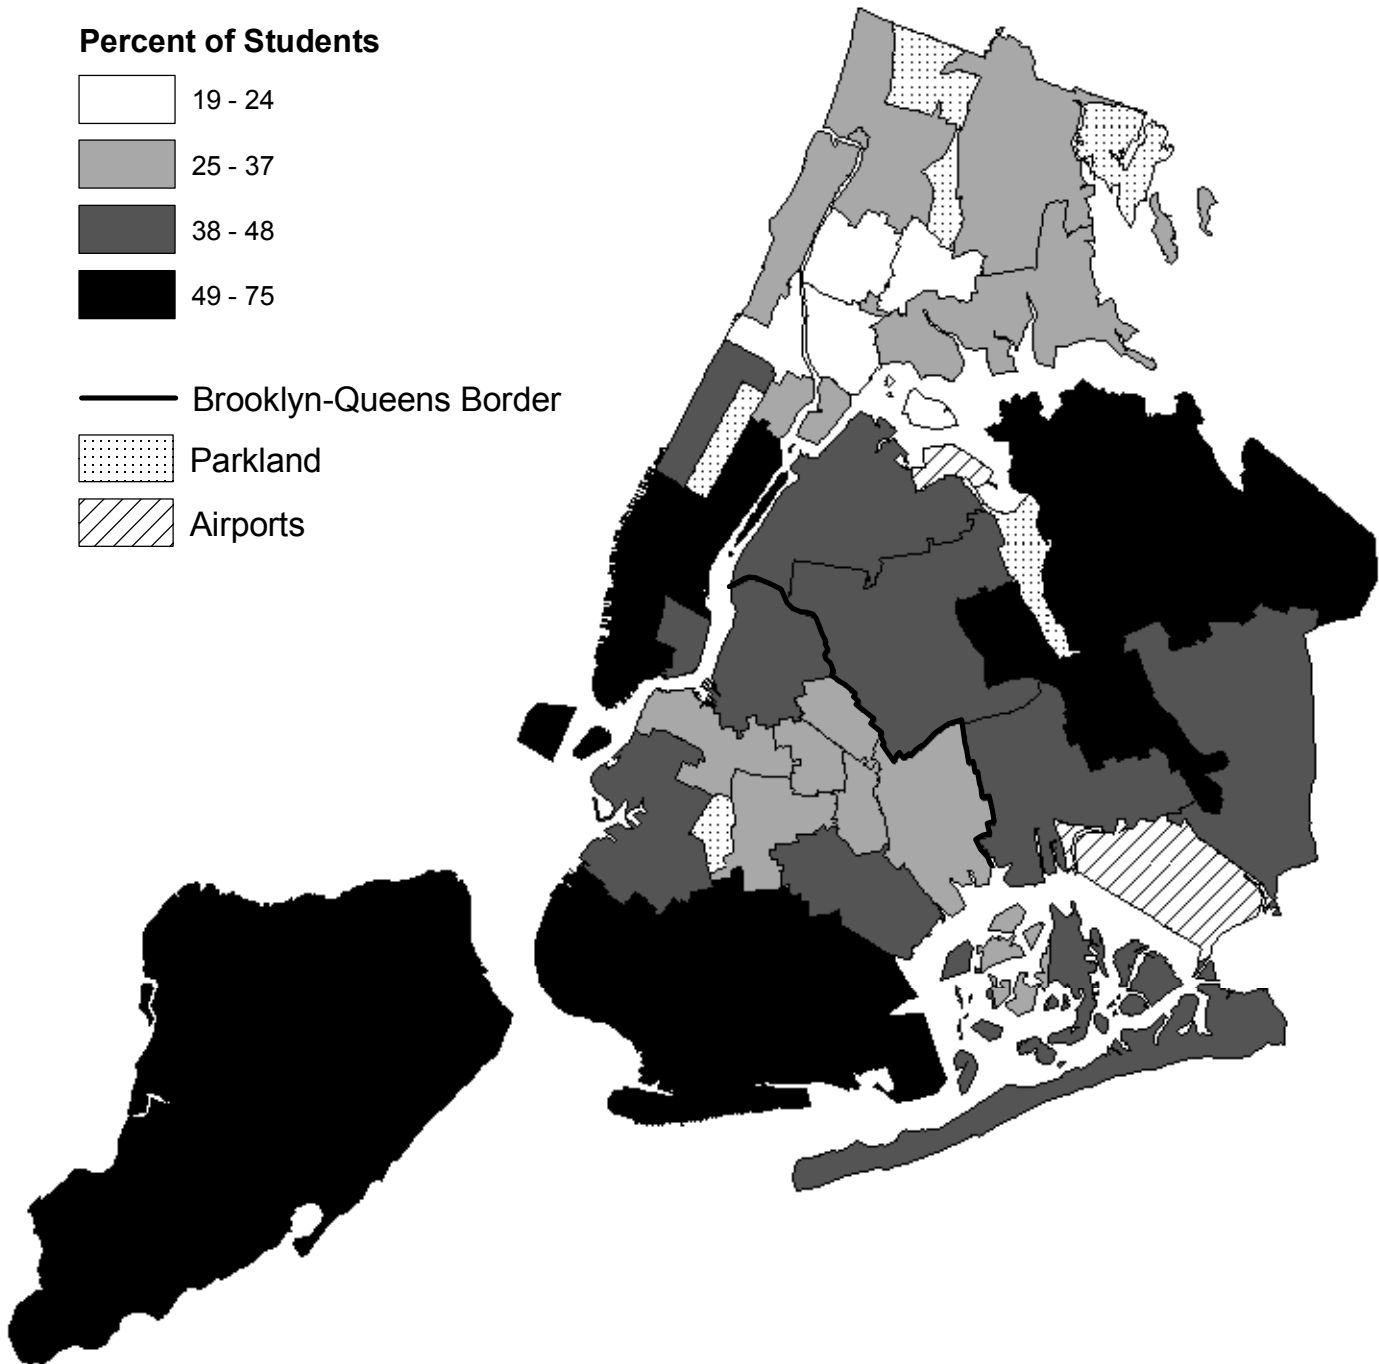 Percent of Students
19 - 24
25 - 37
38 - 48
49 - 75
Brooklyn-Queens Border
Parkland
Airports